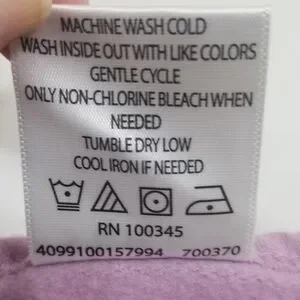 MACHINE WASH COLD
WASH INSIDE OUT WITH LIKE COLORS
GENTLE CYCLE
ONLY NON-CHLORINE BLEACH WHEN
NEEDED
TUMBLE DRY LOW
COOL IRON IF NEEDED
RN 100345
4099100157994 700370